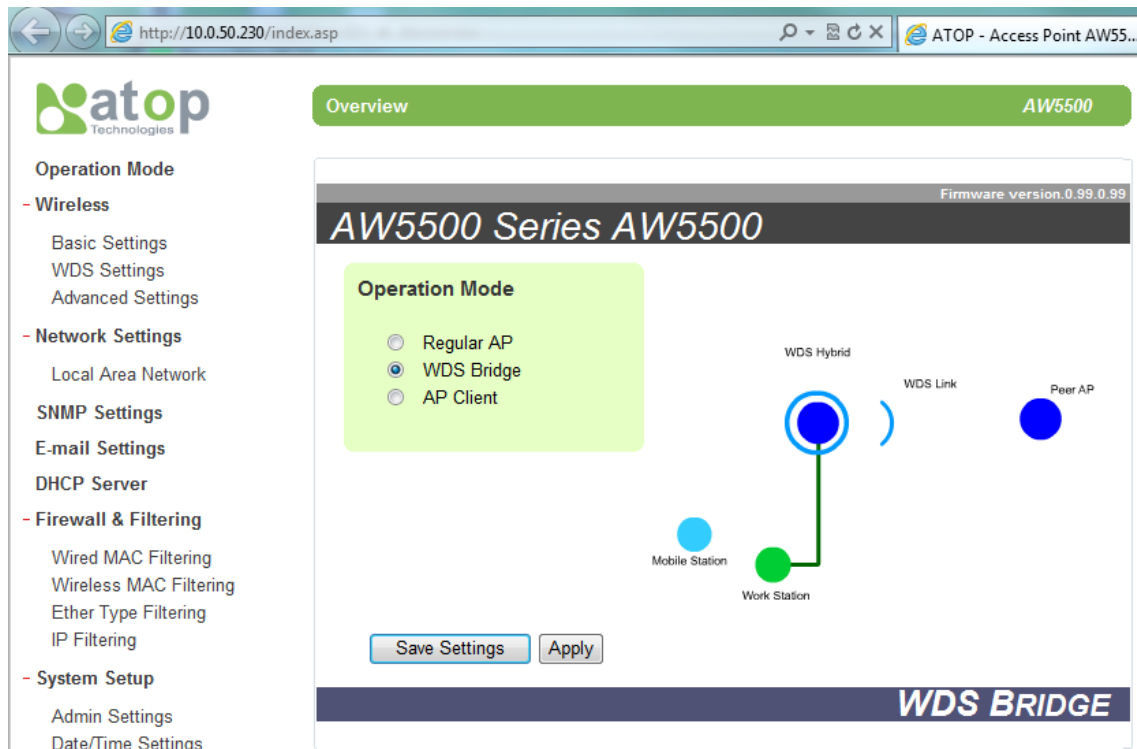 http://10.0.50.230/index.asp
ATOP - Access Point AW55...
atop
Technologies
Overview
AW5500
Operation Mode
- Wireless
Basic Settings
WDS Settings
Advanced Settings
- Network Settings
Local Area Network
SNMP Settings
E-mail Settings
DHCP Server
- Firewall & Filtering
Wired MAC Filtering
Wireless MAC Filtering
Ether Type Filtering
IP Filtering
- System Setup
Admin Settings
Date/Time Settings
Firmware version.0.99.0.99
AW5500 Series AW5500
Operation Mode
Regular AP
WDS Bridge
AP Client
WDS Hybrid
WDS Link
Peer AP
Mobile Station
Work Station
Save Settings
Apply
WDS BRIDGE